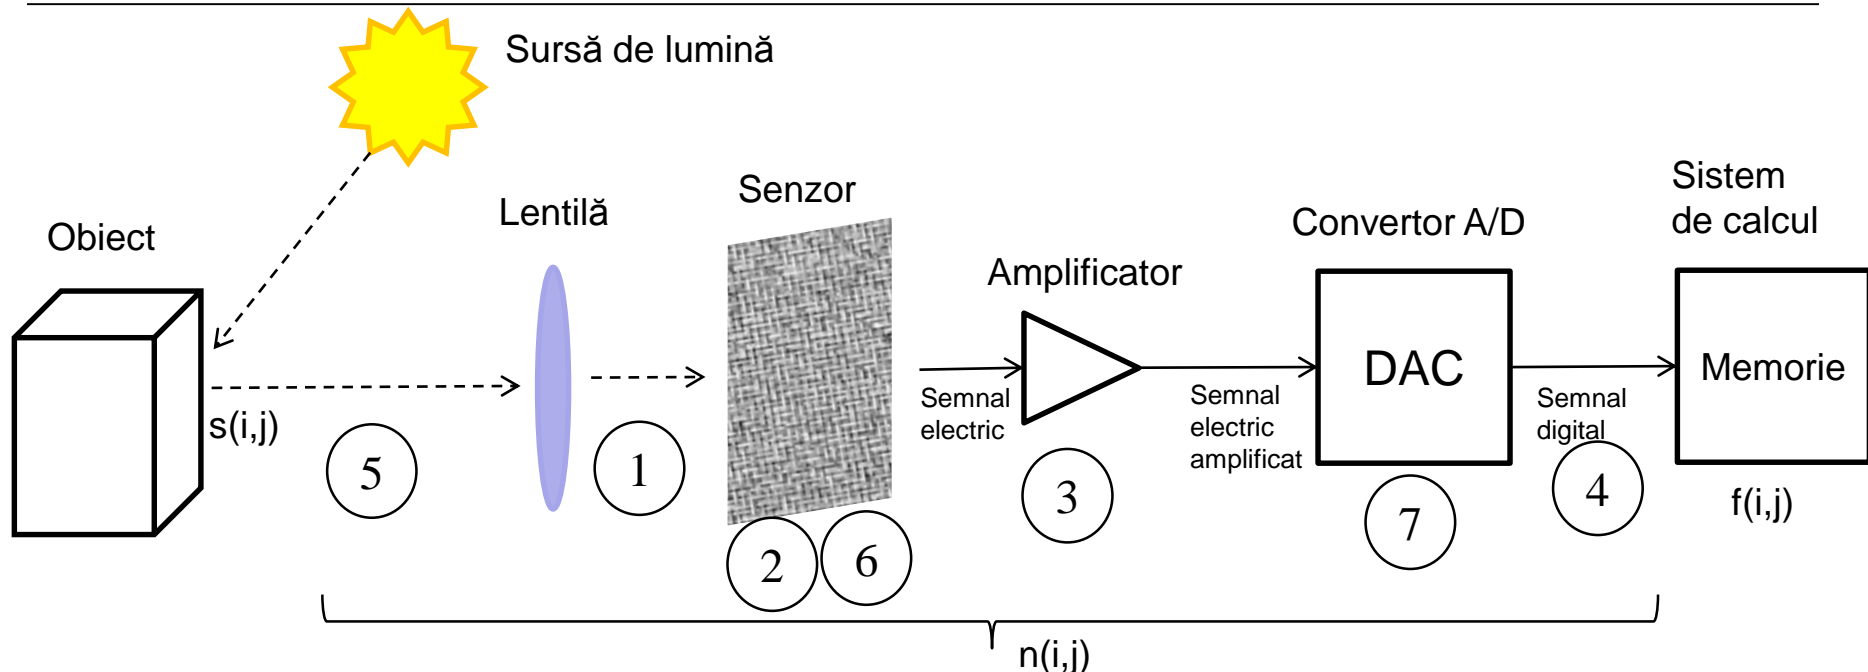 Sursă de lumină
Obiect
s(i,j)
5
Lentilă
1
Senzor
2
6
Semnal
electric
Amplificator
3
Semnal
electric
amplificat
Convertor A/D
DAC
7
Semnal
digital
4
Sistem
de calcul
Memorie
f(i,j)
n(i,j)